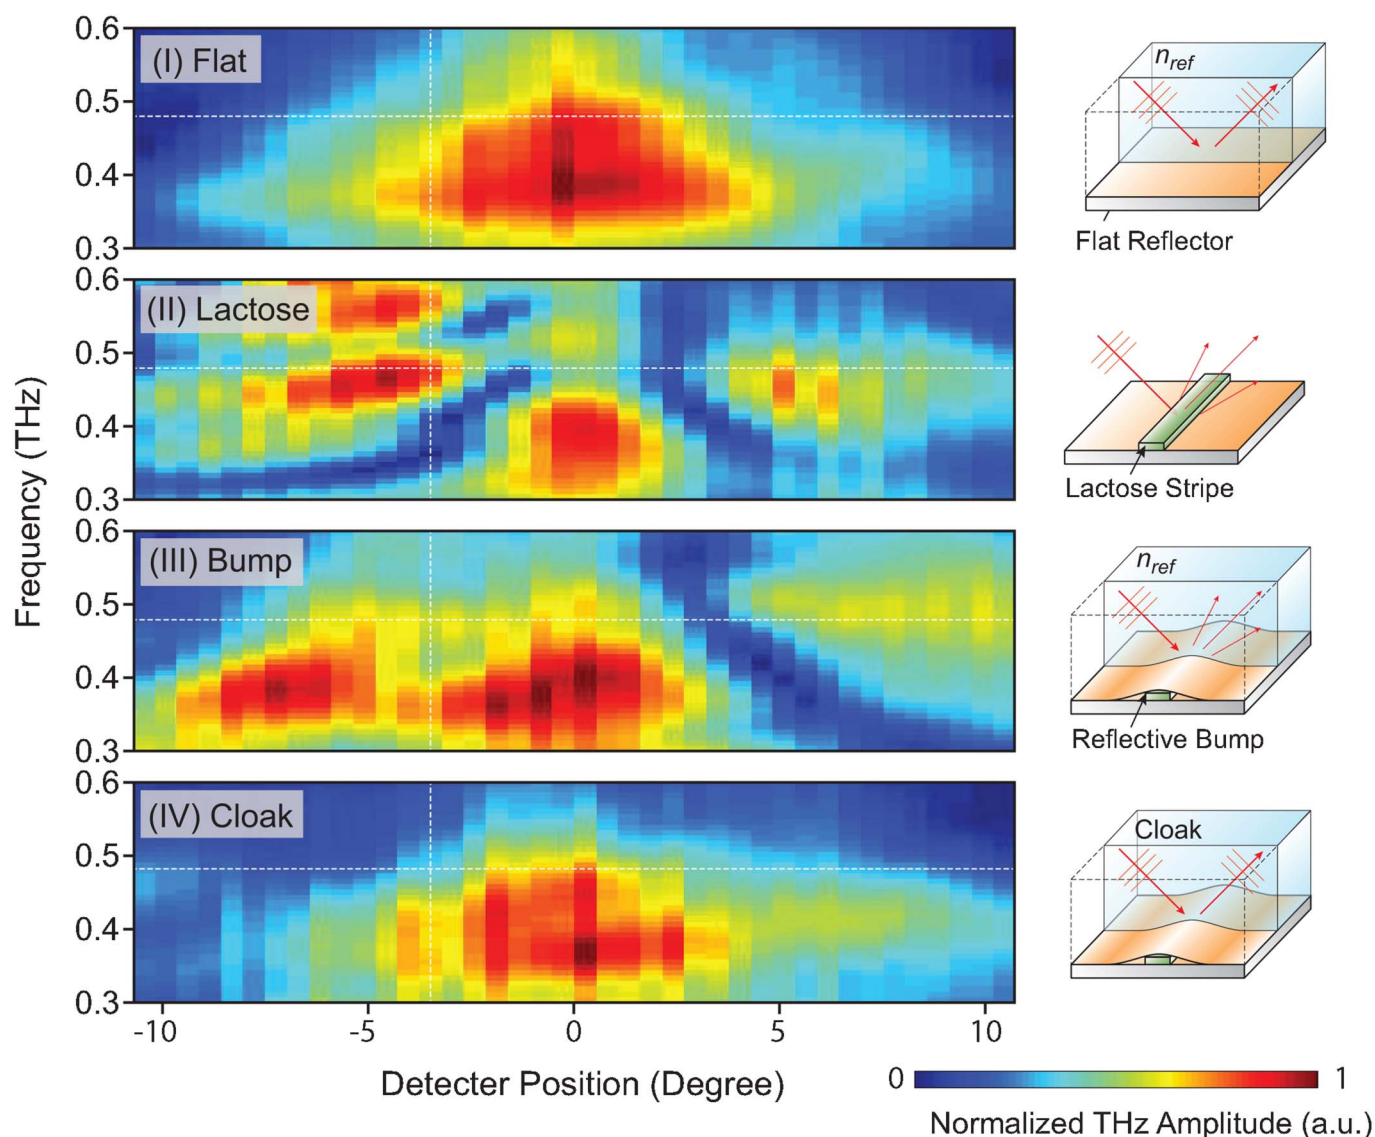 (I) Flat
0.6
0.5
0.4
0.3
n_ref
Flat Reflector
(II) Lactose
0.6
0.5
0.4
0.3
Lactose Stripe
(III) Bump
0.6
0.5
0.4
0.3
n_ref
Reflective Bump
(IV) Cloak
0.6
0.5
0.4
0.3
Cloak
Frequency (THz)
-10 -5 0 5 10
Detecter Position (Degree)
0 1
Normalized THz Amplitude (a.u.)